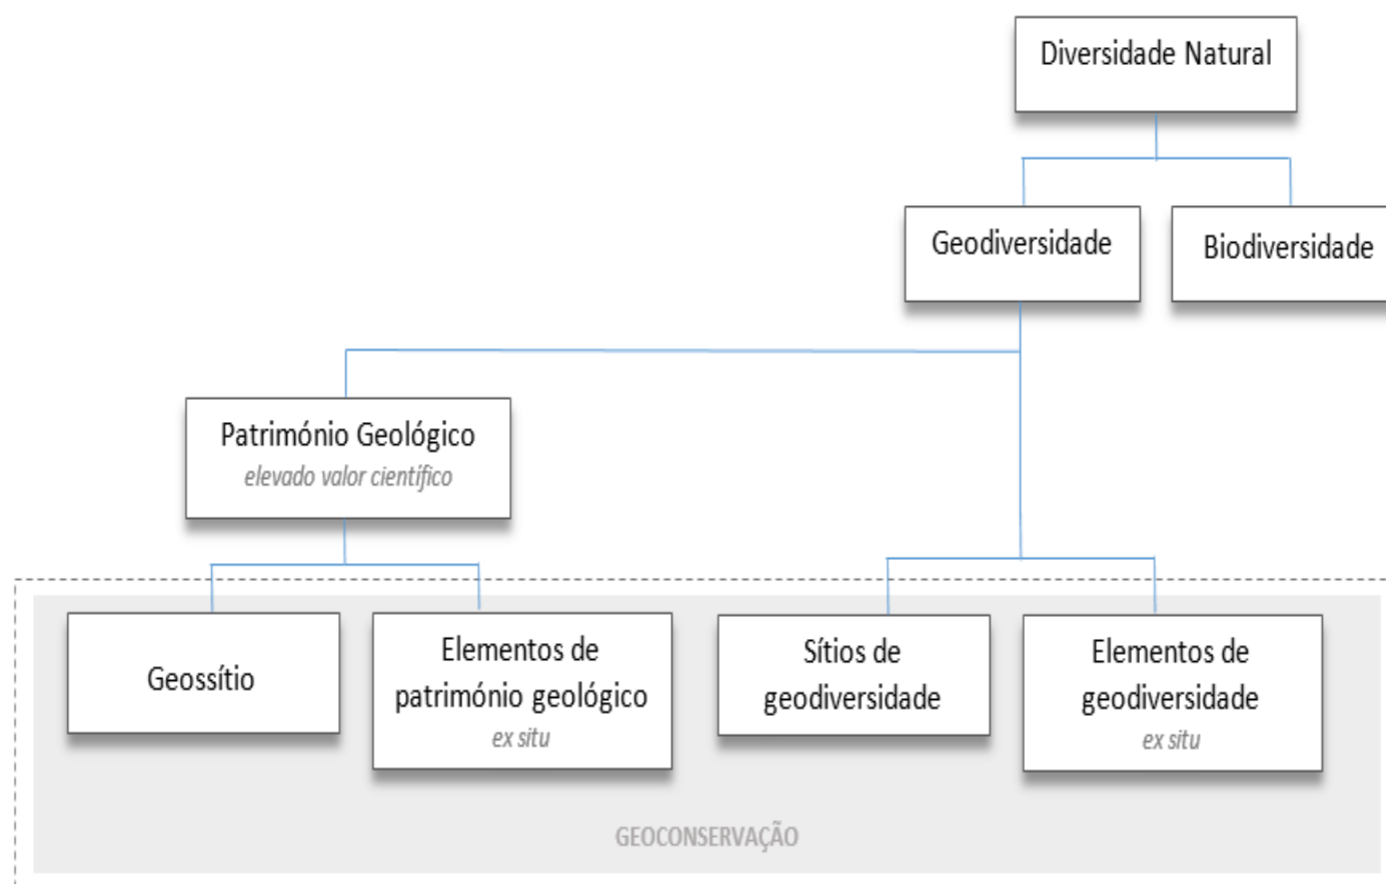 Diversidade Natural
Geodiversidade
Biodiversidade
Património Geológico
elevado valor científico
Geossítio
Elementos de
património geológico
ex situ
Sítios de
geodiversidade
Elementos de
geodiversidade
ex situ
GEOCONSERVAÇÃO